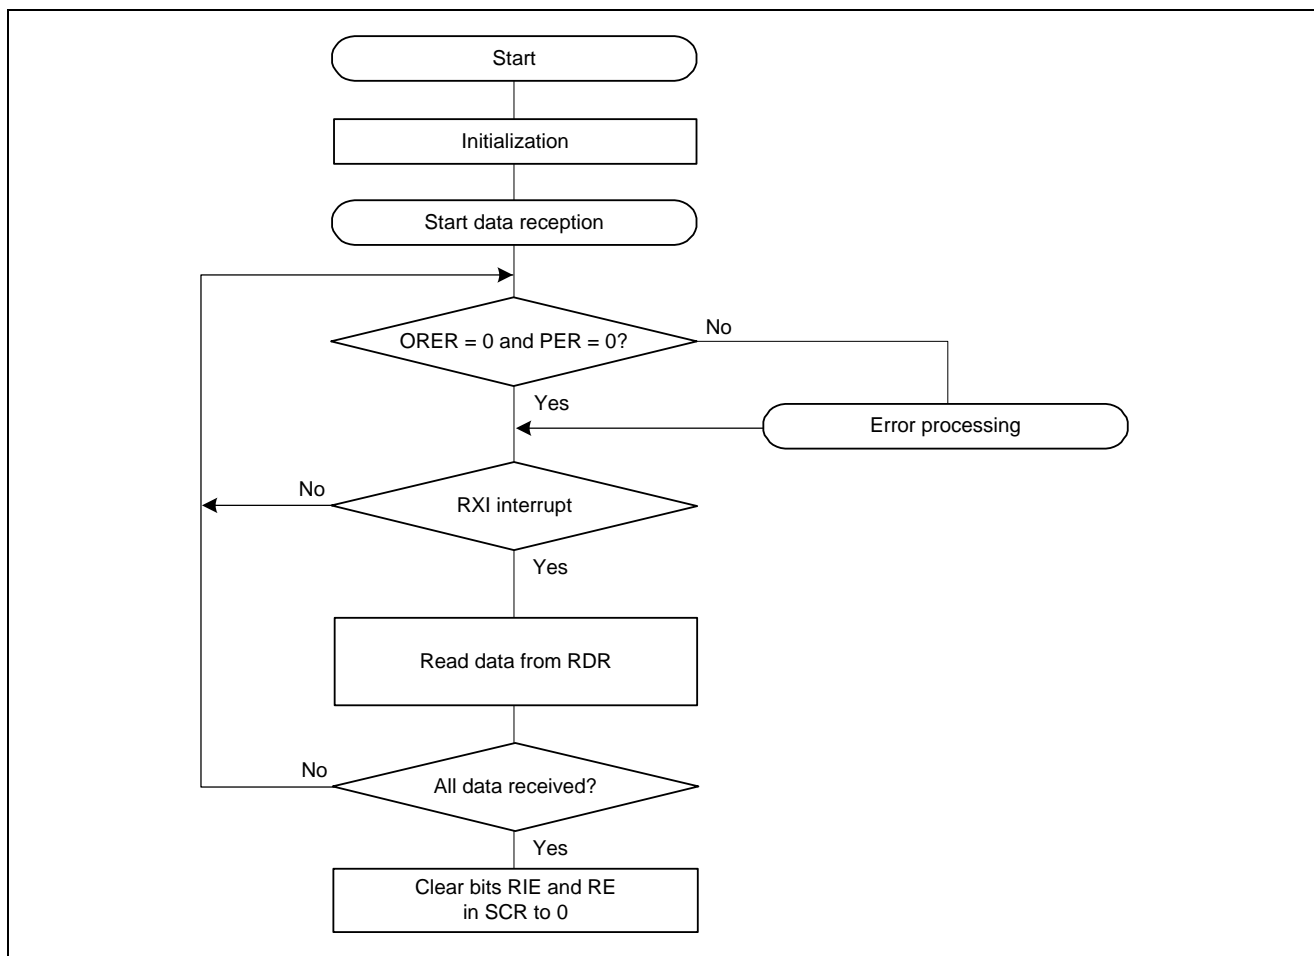 Start
Initialization
Start data reception
ORER = 0 and PER = 0?
No
Yes
Error processing
No
RXI interrupt
Yes
Read data from RDR
No
All data received?
Yes
Clear bits RIE and RE
in SCR to 0